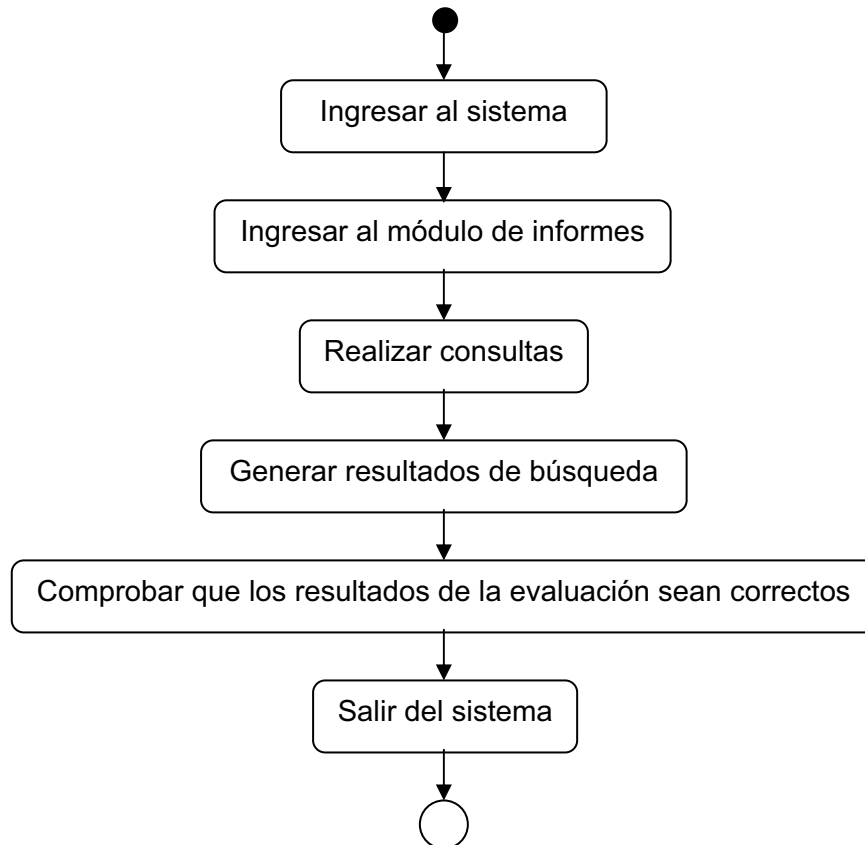 Ingresar al sistema
Ingresar al módulo de informes
Realizar consultas
Generar resultados de búsqueda
Comprobar que los resultados de la evaluación sean correctos
Salir del sistema